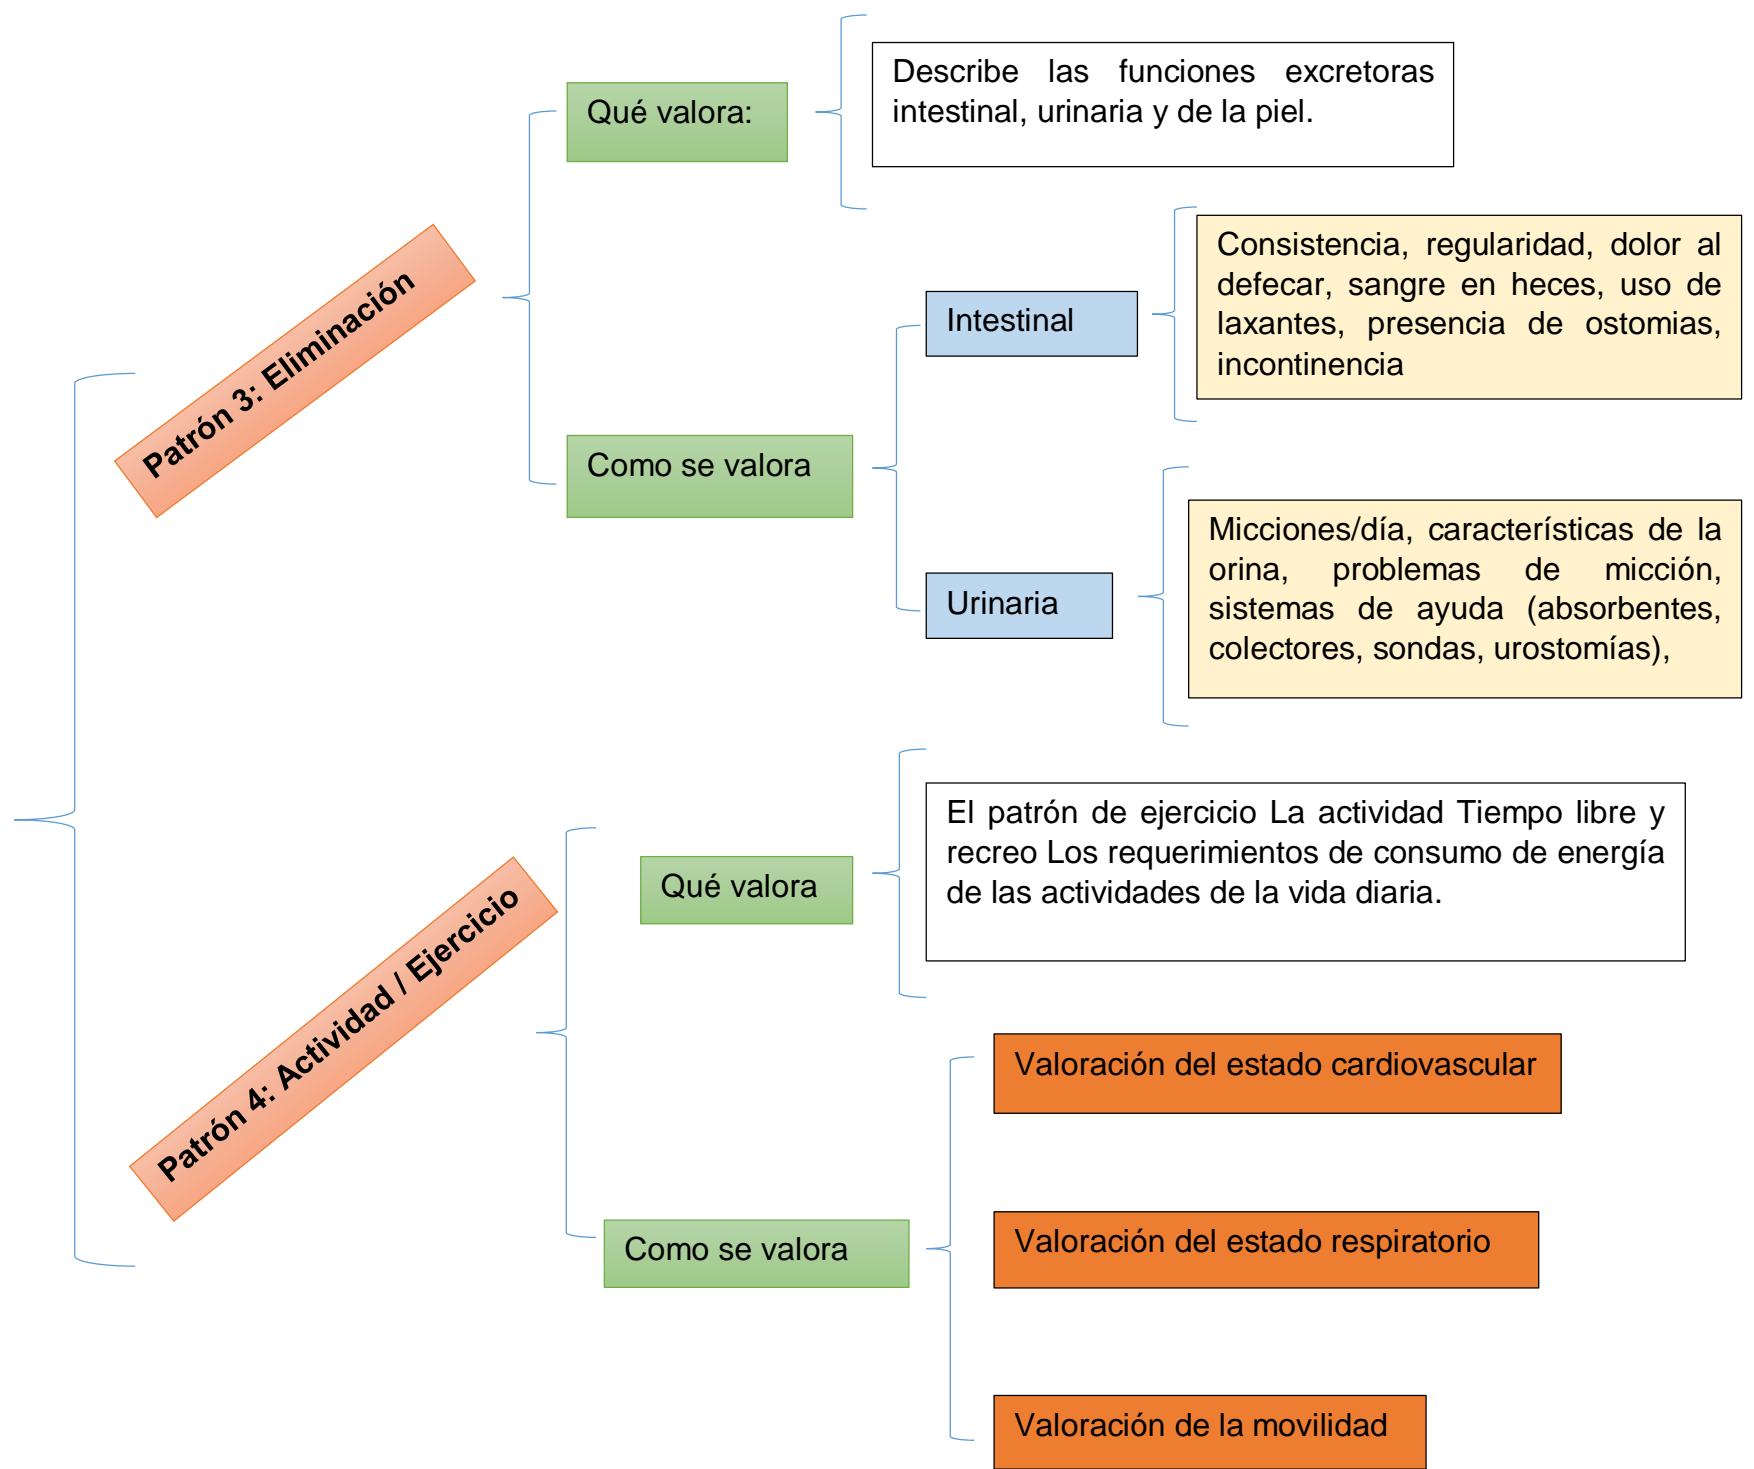 Patrón 3: Eliminación
Qué valora:
Describe las funciones excretoras
intestinal, urinaria y de la piel.
Como se valora
Intestinal
Consistencia, regularidad, dolor al
defecar, sangre en heces, uso de
laxantes, presencia de ostomias,
incontinencia
Urinaria
Micciones/día, características de la
orina, problemas de micción,
sistemas de ayuda (absorbentes,
colectores, sondas, urostomías),
Patrón 4: Actividad / Ejercicio
Qué valora
El patrón de ejercicio La actividad Tiempo libre y
recreo Los requerimientos de consumo de energía
de las actividades de la vida diaria.
Como se valora
Valoración del estado cardiovascular
Valoración del estado respiratorio
Valoración de la movilidad